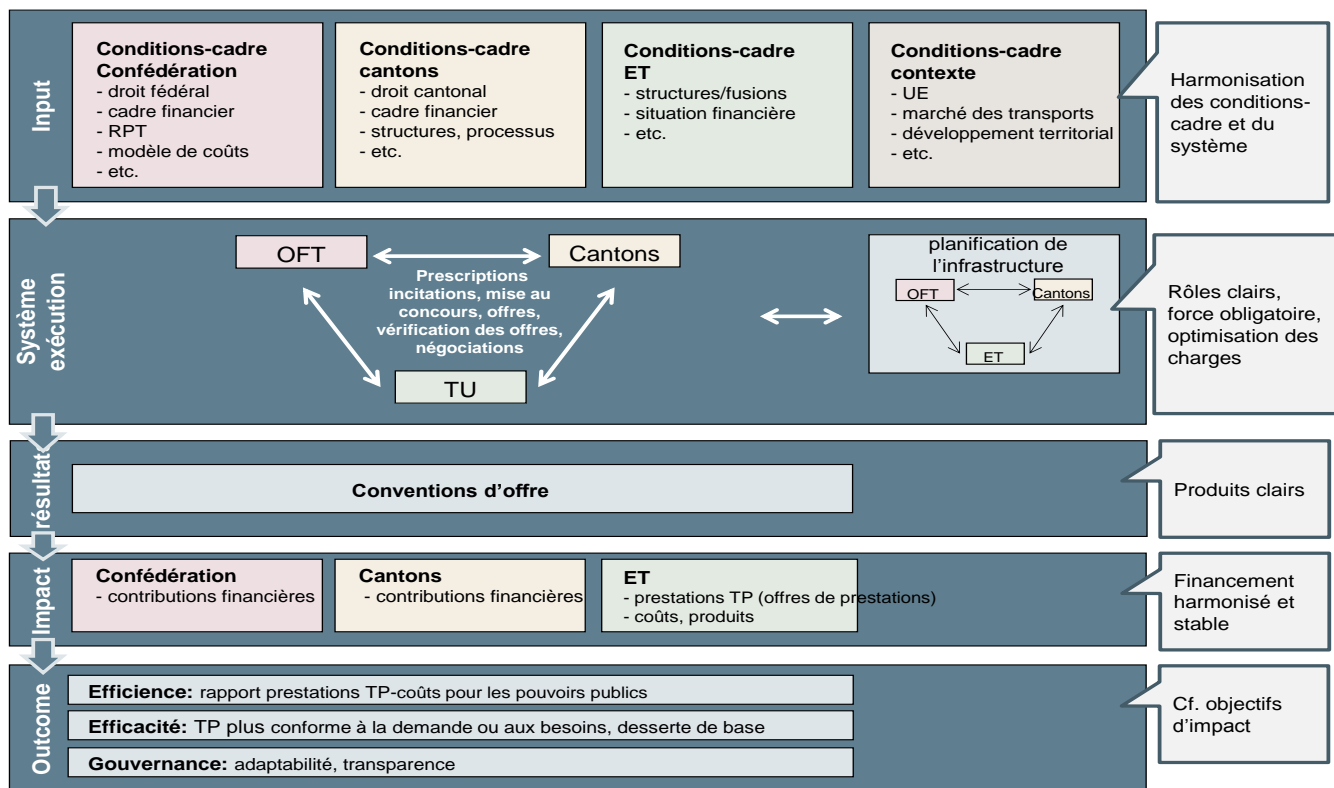 Input
Conditions-cadre
Confédération
- droit fédéral
- cadre financier
- RPT
- modèle de coûts
- etc.
Conditions-cadre
cantons
- droit cantonal
- cadre financier
- structures, processus
- etc.
Conditions-cadre
ET
- structures/fusions
- situation financière
- etc.
Conditions-cadre
contexte
- UE
- marché des transports
- développement territorial
- etc.
Harmonisation
des conditions-
cadre et du
système
Système
exécution
OFT
Cantons
Prescriptions
incitations, mise au
concours, offres,
vérification des offres,
négociations
TU
planification de
l'infrastructure
OFT
Cantons
ET
Rôles clairs,
force obligatoire,
optimisation des
charges
résultat
Conventions d'offre
Produits clairs
Impact
Confédération
- contributions financières
Cantons
- contributions financières
ET
- prestations TP (offres de prestations)
- coûts, produits
Financement
harmonisé et
stable
Outcome
Efficience: rapport prestations TP-coûts pour les pouvoirs publics
Efficacité: TP plus conforme à la demande ou aux besoins, desserte de base
Gouvernance: adaptabilité, transparence
Cf. objectifs
d'impact